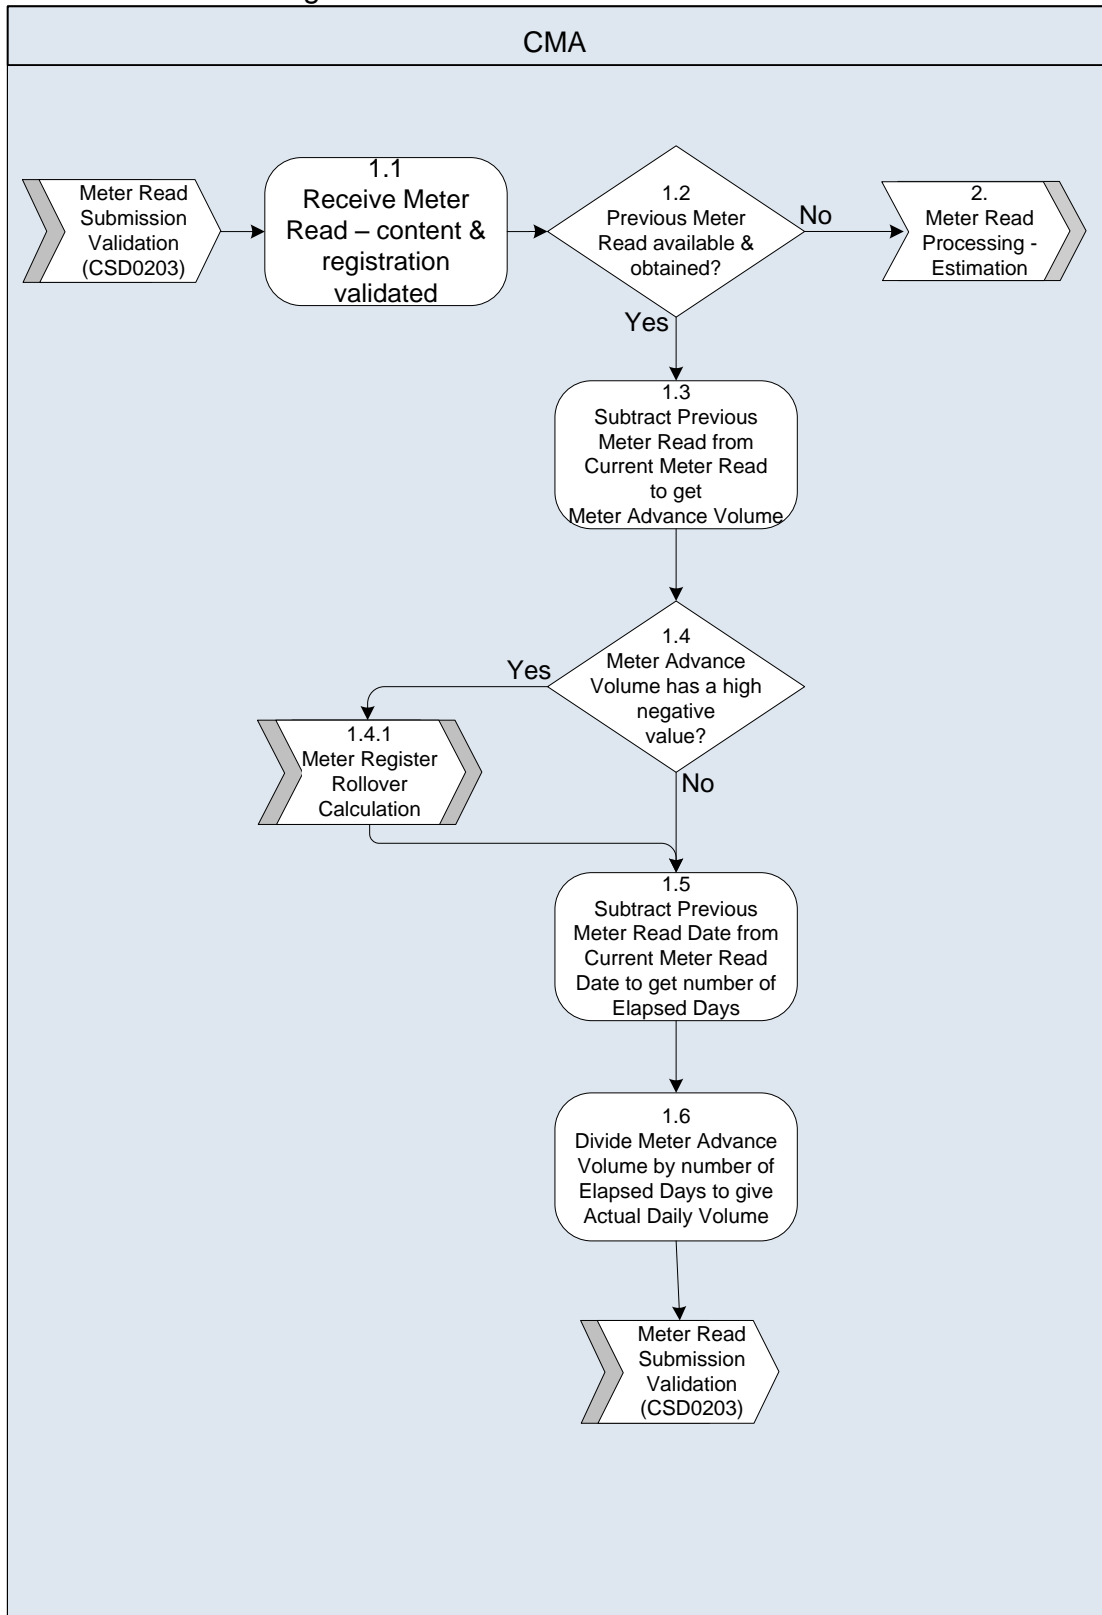 CMA
Meter Read
Submission
Validation
(CSD0203)
1.1
Receive Meter
Read – content &
registration
validated
1.2
Previous Meter
Read available &
obtained?
No
2.
Meter Read
Processing -
Estimation
Yes
1.3
Subtract Previous
Meter Read from
Current Meter Read
to get
Meter Advance Volume
1.4
Meter Advance
Volume has a high
negative
value?
Yes
1.4.1
Meter Register
Rollover
Calculation
No
1.5
Subtract Previous
Meter Read Date from
Current Meter Read
Date to get number of
Elapsed Days
1.6
Divide Meter Advance
Volume by number of
Elapsed Days to give
Actual Daily Volume
Meter Read
Submission
Validation
(CSD0203)